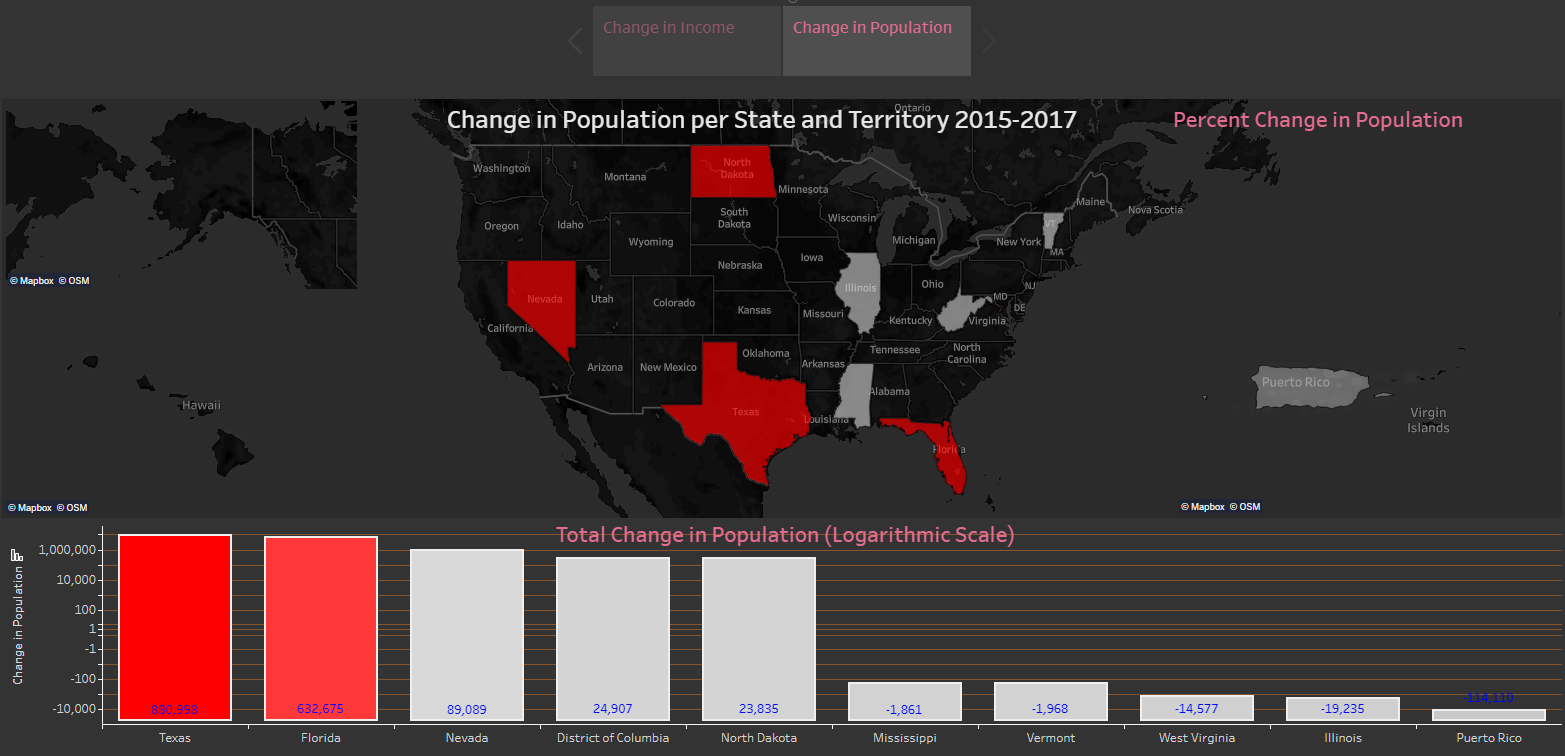 Change in Income
Change in Population
Change in Population per State and Territory 2015-2017
Percent Change in Population
Ontario
Washington
Montana
North
Dakota
Minnesota
Maine
Nova Scotia
Oregon
Idaho
South
Dakota
Wisconsin
VT
Wyoming
Michigan
New York
MA
© Mapbox © OSM
Nebraska
Iowa
Ohio
NJ
Nevada
Utah
Colorado
Illinois
MD
DE
Kansas
Missouri
Kentucky
Virginia
California
Oklahoma
Tennessee
North
Carolina
Arizona
New Mexico
Arkansas
Alabama
Puerto Rico
Hawaii
Texas
Louisiana
Virgin
Islands
Florida
© Mapbox © OSM
© Mapbox © OSM
Total Change in Population (Logarithmic Scale)
Change in Population
1,000,000
10,000
100
1
-1
-100
-10,000
880,998
632,675
89,089
24,907
23,835
-1,861
-1,968
-14,577
-19,235
-114,110
Texas
Florida
Nevada
District of Columbia
North Dakota
Mississippi
Vermont
West Virginia
Illinois
Puerto Rico